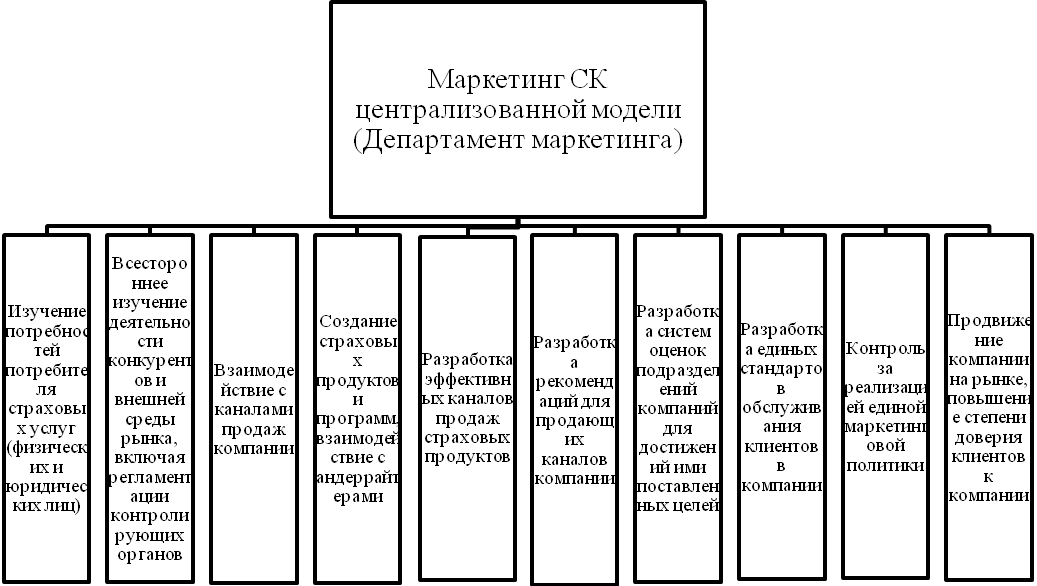 Маркетинг СК
централизованной модели
(Департамент маркетинга)
Изучение
потребнос
тей
потребите
ля
страховы
х услуг
(физическ
их и
юридичес
ких лиц)
Всесторо
ннее
изучение
деятельно
сти
конкурент
ов и
внешней
среды
рынка,
включая
регламент
ации
контроли
рующих
органов
Взаимоде
йствие с
каналами
продаж
компании
Создание
страховы
х
продуктов
и
программ,
взаимодей
ствие с
андеррайт
ерами
Разработка
эффективн
ых каналов
продаж
страховых
продуктов
Разработк
а
рекоменд
аций для
продающ
их
каналов
компании
Разработк
а систем
оценок
подраздел
ений
компаний
для
достижен
ий ими
поставлен
ных целей
Разработк
а единых
стандарто
в
обслужив
ания
клиентов
в
компании
Контроль
за
реализаци
ей единой
маркетинг
овой
политики
Продвиже
ние
компании
на рынке,
повышени
е степени
доверия
клиентов
к
компании